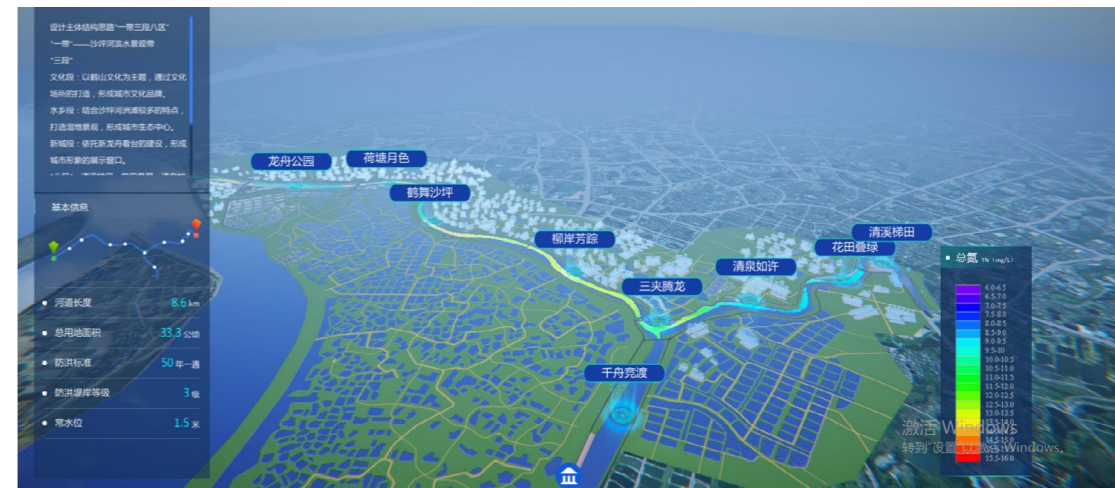 设计主体结构思路“一带三段八区”
“一带”——沙坪河滨水景观带
“三段”
文化段：以鹤山文化为主题，通过文化
场所的打造，形成城市文化品牌。
水乡段：结合沙坪河洲滩较多的特点，
打造湿地景观，形成城市生态中心。
新城段：依托新龙舟看台的建设，形成
城市形象的展示窗口。
基本信息
河道长度 8.6 km
总用地面积 33.3 公顷
防洪标准 50 年一遇
防洪堤岸等级 3 级
常水位 1.5 米
龙舟公园
荷塘月色
鹤舞沙坪
柳岸芳踪
三夹腾龙
清泉如许
花田叠绿
清溪梯田
千舟竞渡
总氮 TN（mg/L）
6.0-6.5
6.5-7.0
7.0-7.5
7.5-8.0
8.0-8.5
8.5-9.0
9.0-9.5
9.5-10
10.0-10.5
10.5-11.0
11.0-11.5
11.5-12.0
12.0-12.5
12.5-13.0
13.0-13.5
15.5-16.0
激活 Windows
转到“设置”以激活 Windows。